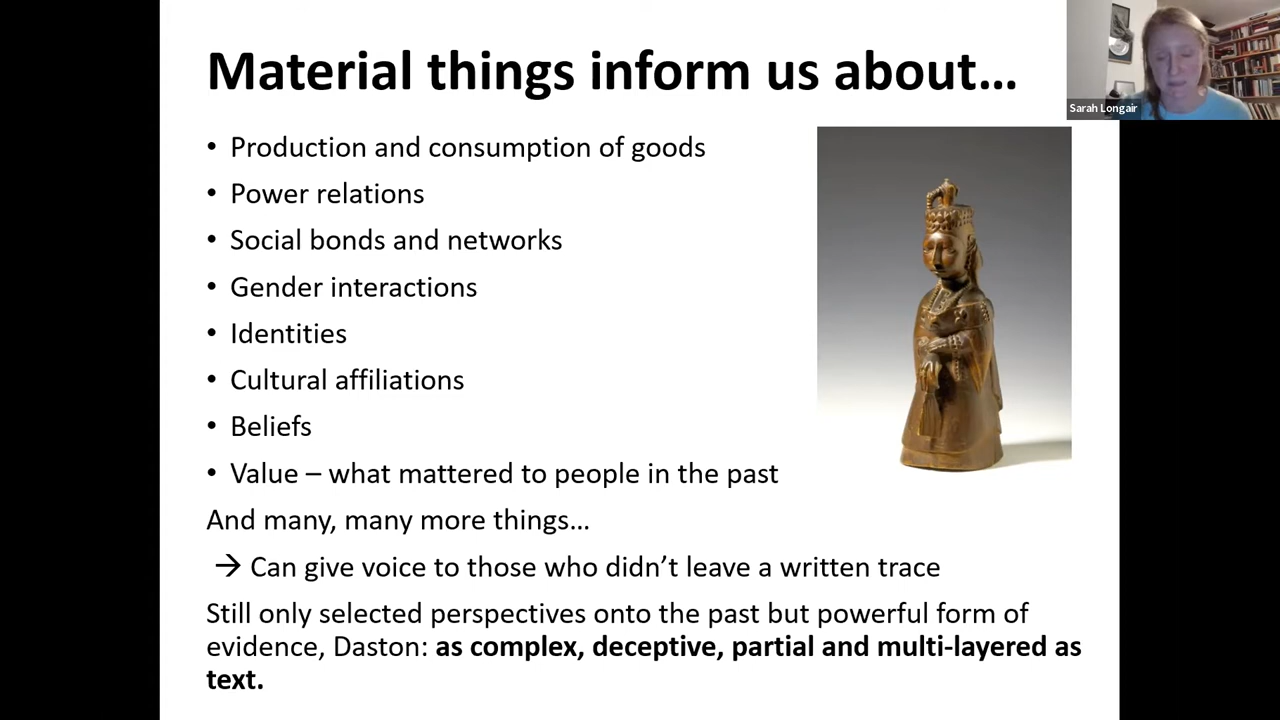 Material things inform us about…
Sarah Longair
• Production and consumption of goods
• Power relations
• Social bonds and networks
• Gender interactions
• Identities
• Cultural affiliations
• Beliefs
• Value – what mattered to people in the past
And many, many more things…
→ Can give voice to those who didn’t leave a written trace
Still only selected perspectives onto the past but powerful form of
evidence, Daston: as complex, deceptive, partial and multi-layered as
text.